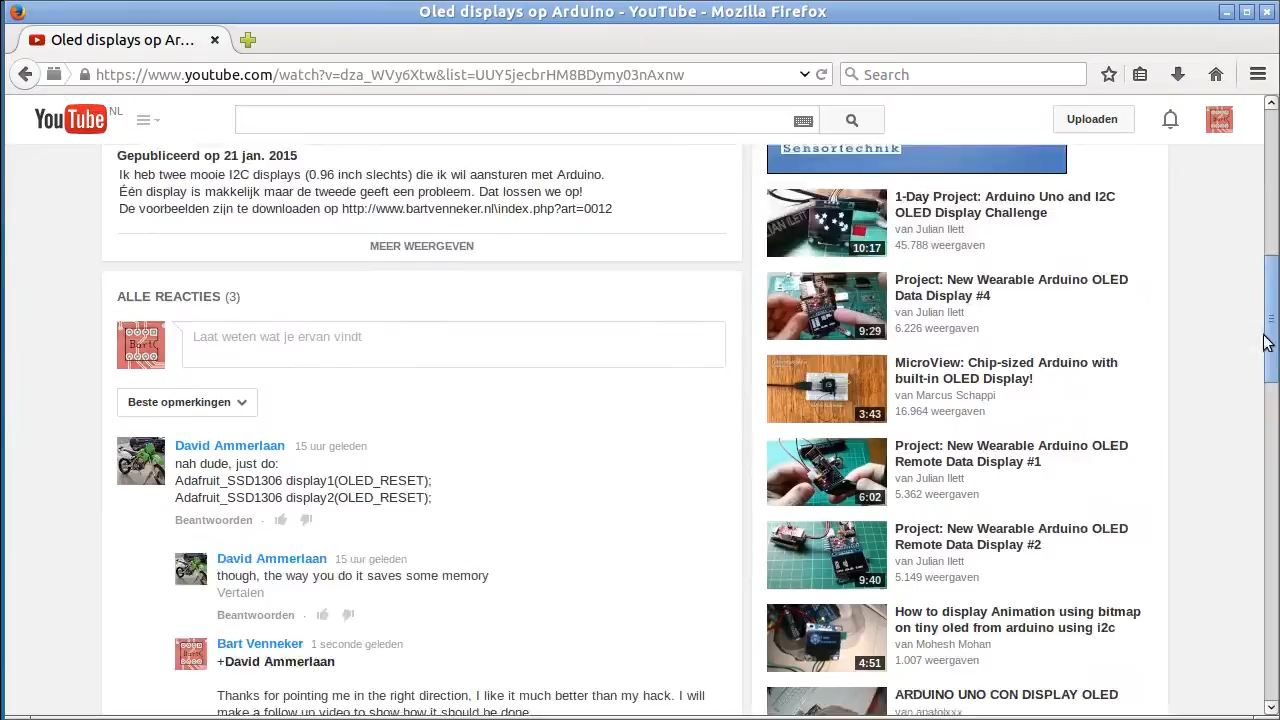 Oled displays op Arduino - YouTube - Mozilla Firefox
Oled displays op Ar...
https://www.youtube.com/watch?v=dza_WVy6Xtw&list=UUY5jecbrHM8BDymy03nAxnw
Search
YouTube NL
Uploaden
Gepubliceerd op 21 jan. 2015
Ik heb twee mooie I2C displays (0.96 inch slechts) die ik wil aansturen met Arduino.
Één display is makkelijk maar de tweede geeft een probleem. Dat lossen we op!
De voorbeelden zijn te downloaden op http://www.bartvenneker.nl\index.php?art=0012
MEER WEERGEVEN
ALLE REACTIES (3)
Laat weten wat je ervan vindt
Beste opmerkingen
David Ammerlaan 15 uur geleden
nah dude, just do:
Adafruit_SSD1306 display1(OLED_RESET);
Adafruit_SSD1306 display2(OLED_RESET);
Beantwoorden
David Ammerlaan 15 uur geleden
though, the way you do it saves some memory
Vertalen
Beantwoorden
Bart Venneker 1 seconde geleden
+David Ammerlaan
Thanks for pointing me in the right direction, I like it much better than my hack. I will
make a follow up video to show how it should be done
Sensortechnik
10:17
1-Day Project: Arduino Uno and I2C
OLED Display Challenge
van Julian Ilett
45.788 weergaven
9:29
Project: New Wearable Arduino OLED
Data Display #4
van Julian Ilett
6.226 weergaven
3:43
MicroView: Chip-sized Arduino with
built-in OLED Display!
van Marcus Schappi
16.964 weergaven
6:02
Project: New Wearable Arduino OLED
Remote Data Display #1
van Julian Ilett
5.362 weergaven
9:40
Project: New Wearable Arduino OLED
Remote Data Display #2
van Julian Ilett
5.149 weergaven
4:51
How to display Animation using bitmap
on tiny oled from arduino using i2c
van Mohesh Mohan
1.007 weergaven
ARDUINO UNO CON DISPLAY OLED
van